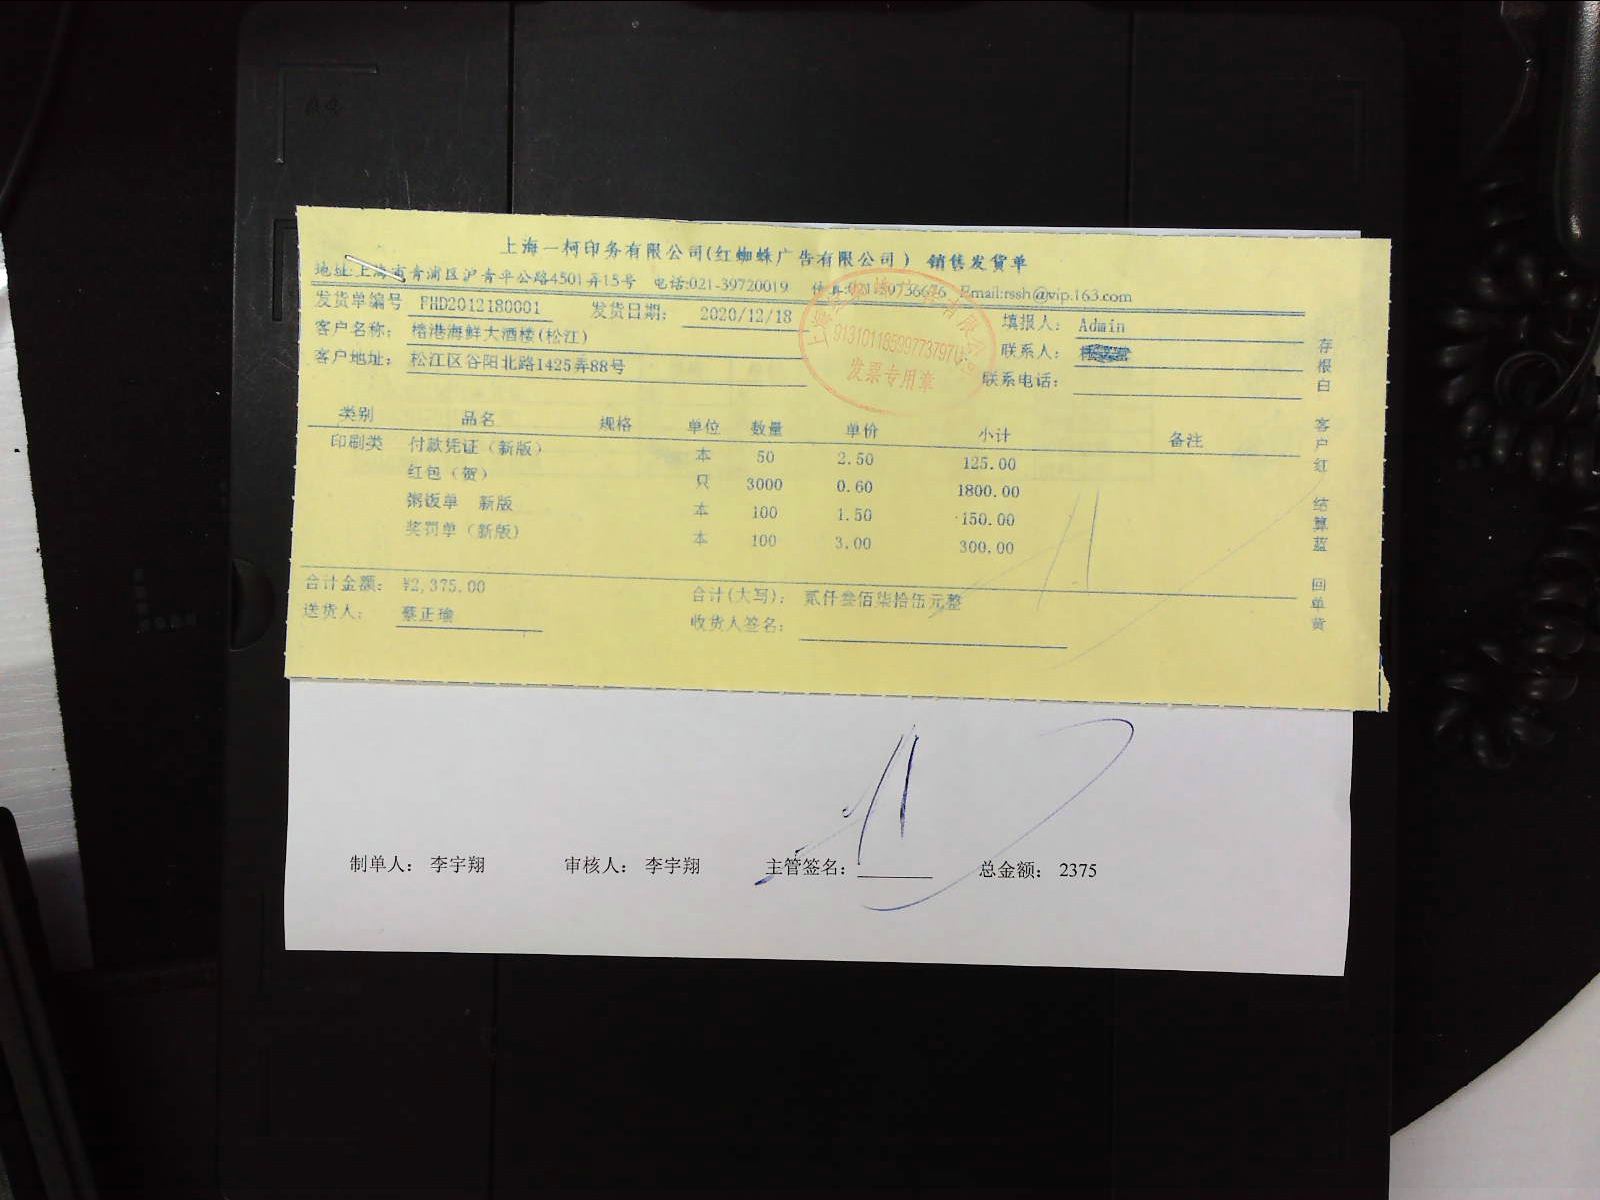 上海一柯印务有限公司(红蜘蛛广告有限公司) 销售发货单
地址:上海市青浦区沪青平公路4501弄15号 电话:021-39720019 传真:021-39736676 Email:rssh@vip.163.com
发货单编号 FHD2012180001 发货日期: 2020/12/18 填报人: Admin
客户名称: 榰港海鲜大酒楼(松江) 联系人:
客户地址: 松江区谷阳北路1425弄88号 联系电话:
发票专用章
类别 品名 规格 单位 数量 单价 小计 备注
印刷类 付款凭证(新版) 本 50 2.50 125.00
红包(贺) 只 3000 0.60 1800.00
粥饭单 新版 本 100 1.50 150.00
奖罚单(新版) 本 100 3.00 300.00
合计金额: ¥2,375.00 合计(大写): 贰仟叁佰柒拾伍元整
送货人: 蔡正瑜 收货人签名:
存根白 客户红 结算蓝 回单黄
制单人: 李宇翔 审核人: 李宇翔 主管签名: 总金额: 2375